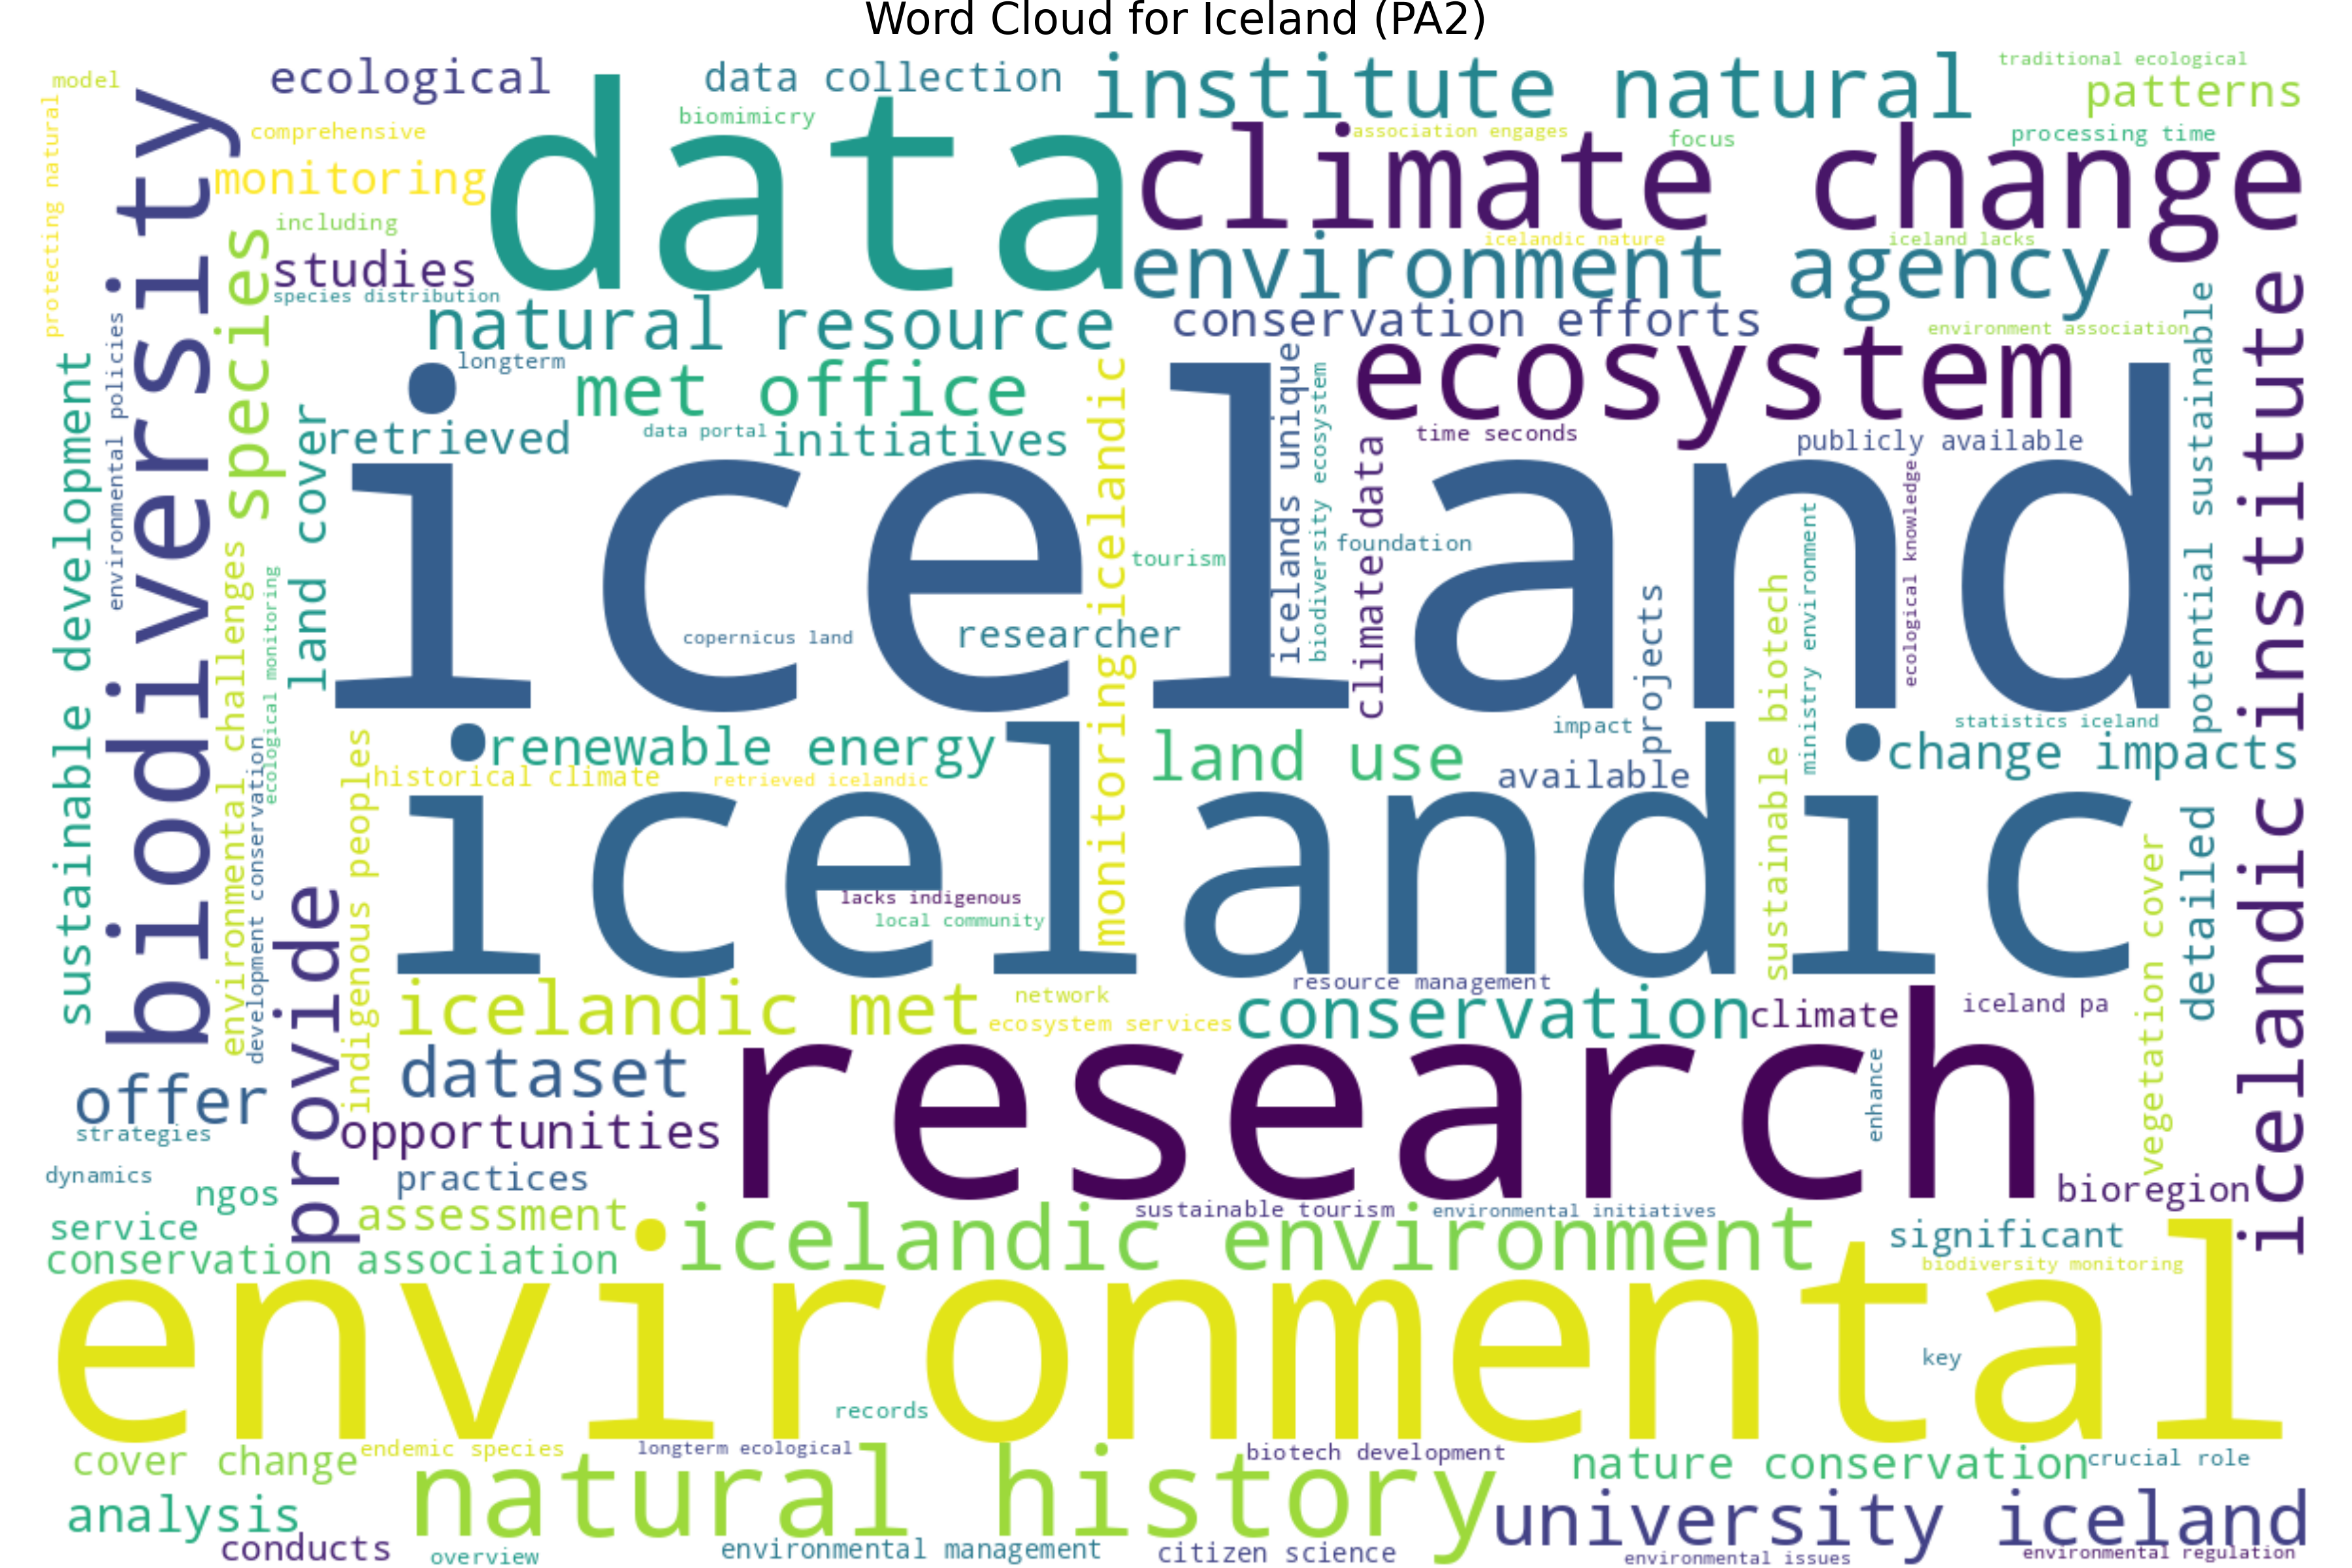 Word Cloud for Iceland (PA2)
model
ecological
data collection
institute natural
traditional ecological
patterns
biomimicry
comprehensive
association engages
focus
processing time
protecting natural
biodiversity
monitoring
data
climate change
including
species
studies
icelandic nature
iceland lacks
environment agency
species distribution
natural resource
conservation efforts
environment association
environmental policies
longterm
ecosystem
potential sustainable
icelandic institute
sustainable development
met office
icelands unique
biodiversity ecosystem
land cover
retrieved
data portal
initiatives
monitoring icelandic
time seconds
publicly available
climate data
iceland
foundation
tourism
ecological knowledge
ministry environment
environmental challenges
ecological monitoring
copernicus land
researcher
projects
sustainable biotech
impact
statistics iceland
renewable energy
land use
change impacts
development conservation
indigenous peoples
historical climate
retrieved icelandic
available
icelandic
detailed
vegetation cover
lacks indigenous
local community
provide
resource management
icelandic met
network
ecosystem services
conservation
climate
iceland pa
offer
dataset
research
enhance
strategies
opportunities
dynamics
practices
ngos
bioregion
service
assessment
sustainable tourism
environmental initiatives
icelandic environment
significant
conservation association
biodiversity monitoring
environmental
key
records
cover change
endemic species
longterm ecological
biotech development
nature conservation
crucial role
natural history
analysis
university iceland
conducts
overview
environmental management
citizen science
environmental issues
environmental regulation